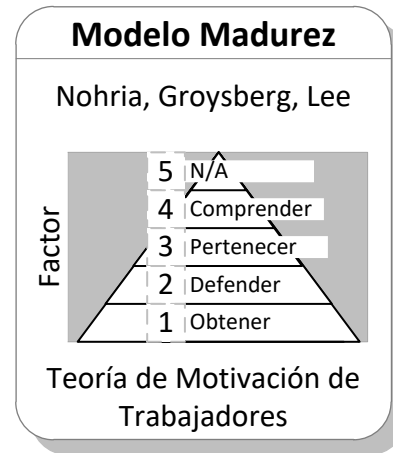 Modelo Madurez
Nohria, Groysberg, Lee
Factor
5 N/A
4 Comprender
3 Pertenecer
2 Defender
1 Obtener
Teoría de Motivación de
Trabajadores